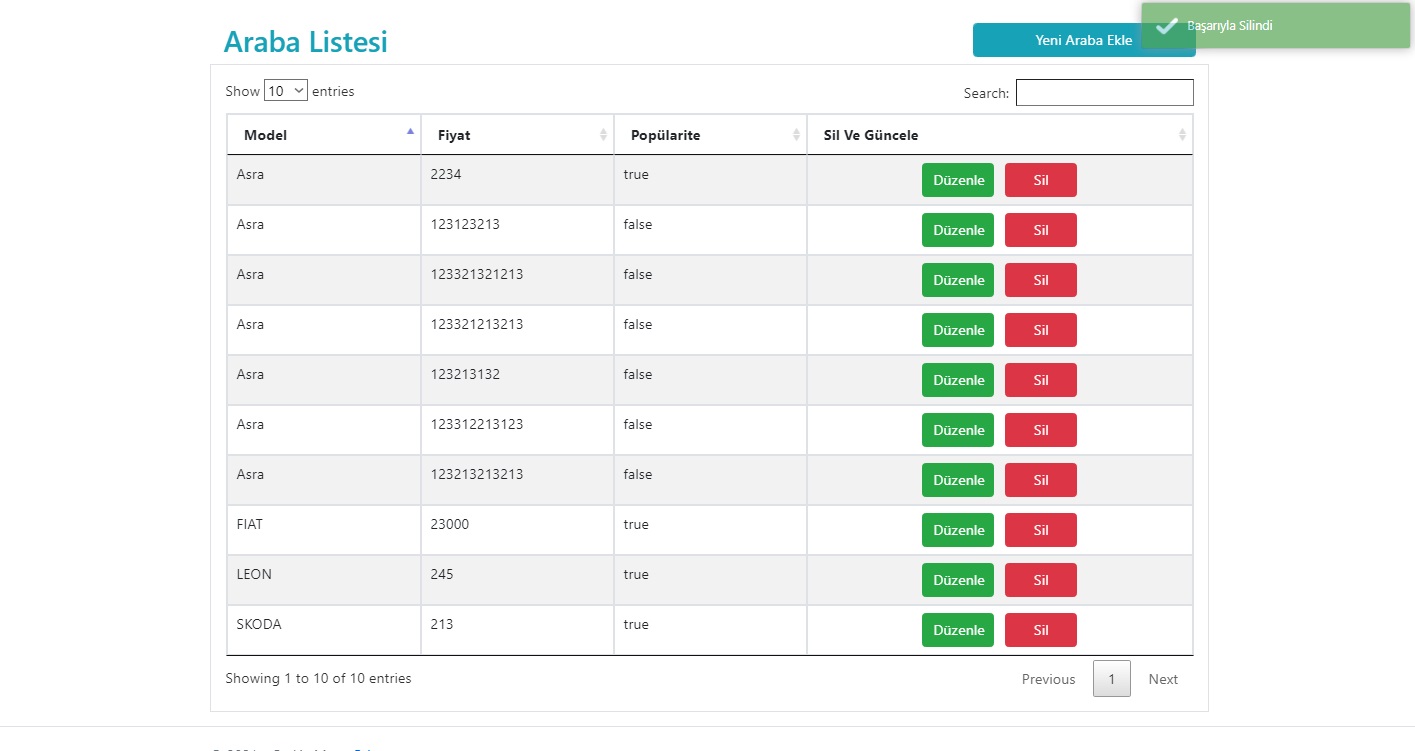 Başarıyla Silindi
Araba Listesi
Yeni Araba Ekle
Show 10 entries
Search:
Model Fiyat Popülarite Sil Ve Güncele
Asra 2234 true Düzenle Sil
Asra 123123213 false Düzenle Sil
Asra 123321321213 false Düzenle Sil
Asra 123321213213 false Düzenle Sil
Asra 123213132 false Düzenle Sil
Asra 123312213123 false Düzenle Sil
Asra 123213213213 false Düzenle Sil
FIAT 23000 true Düzenle Sil
LEON 245 true Düzenle Sil
SKODA 213 true Düzenle Sil
Showing 1 to 10 of 10 entries
Previous 1 Next